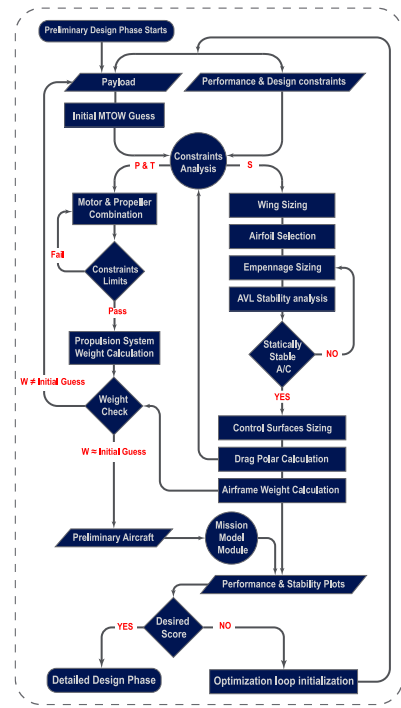 Preliminary Design Phase Starts
Payload
Performance & Design constraints
Initial MTOW Guess
Constraints
Analysis
P & T
S
Motor & Propeller
Combination
Wing Sizing
Airfoil Selection
Fail
Constraints
Limits
Empennage Sizing
AVL Stability analysis
Pass
Propulsion System
Weight Calculation
Statically
Stable
A/C
NO
W ≠ Initial Guess
Weight
Check
YES
Control Surfaces Sizing
W ≈ Initial Guess
Drag Polar Calculation
Airframe Weight Calculation
Preliminary Aircraft
Mission
Model
Module
Performance & Stability Plots
YES
Desired
Score
NO
Detailed Design Phase
Optimization loop initialization